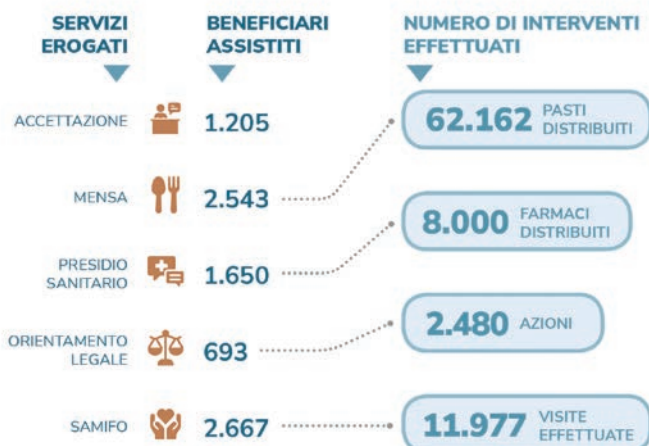 SERVIZI
EROGATI
BENEFICIARI
ASSISTITI
NUMERO DI INTERVENTI
EFFETTUATI
ACCETTAZIONE
1.205
MENSA
2.543
62.162
PASTI
DISTRIBUITI
PRESIDIO
SANITARIO
1.650
8.000
FARMACI
DISTRIBUITI
ORIENTAMENTO
LEGALE
693
2.480
AZIONI
SAMIFO
2.667
11.977
VISITE
EFFETTUATE